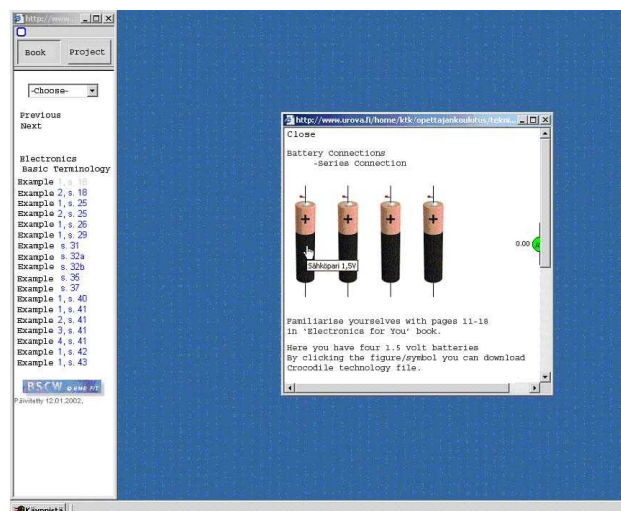 http://www.
Book Project
-Choose-
Previous
Next
Electronics
Basic Terminology
Example 1, s. 18
Example 2, s. 18
Example 1, s. 25
Example 2, s. 25
Example 1, s. 26
Example 1, s. 29
Example s. 31
Example s. 32a
Example s. 32b
Example s. 35
Example s. 37
Example 1, s. 40
Example 1, s. 41
Example 2, s. 41
Example 3, s. 41
Example 4, s. 41
Example 1, s. 42
Example 1, s. 43
BSCW
Päivitetty 12.01.2002,
Käynnistä
http://www.urova.fi/home/ktk/opettajankoulutus/tekni...
Close
Battery Connections
-Series Connection
+ + + +
0.00
Sähköpari 1,5V
Familiarise yourselves with pages 11-18
in 'Electronics for You' book.
Here you have four 1.5 volt batteries
By clicking the figure/symbol you can download
Crocodile technology file.